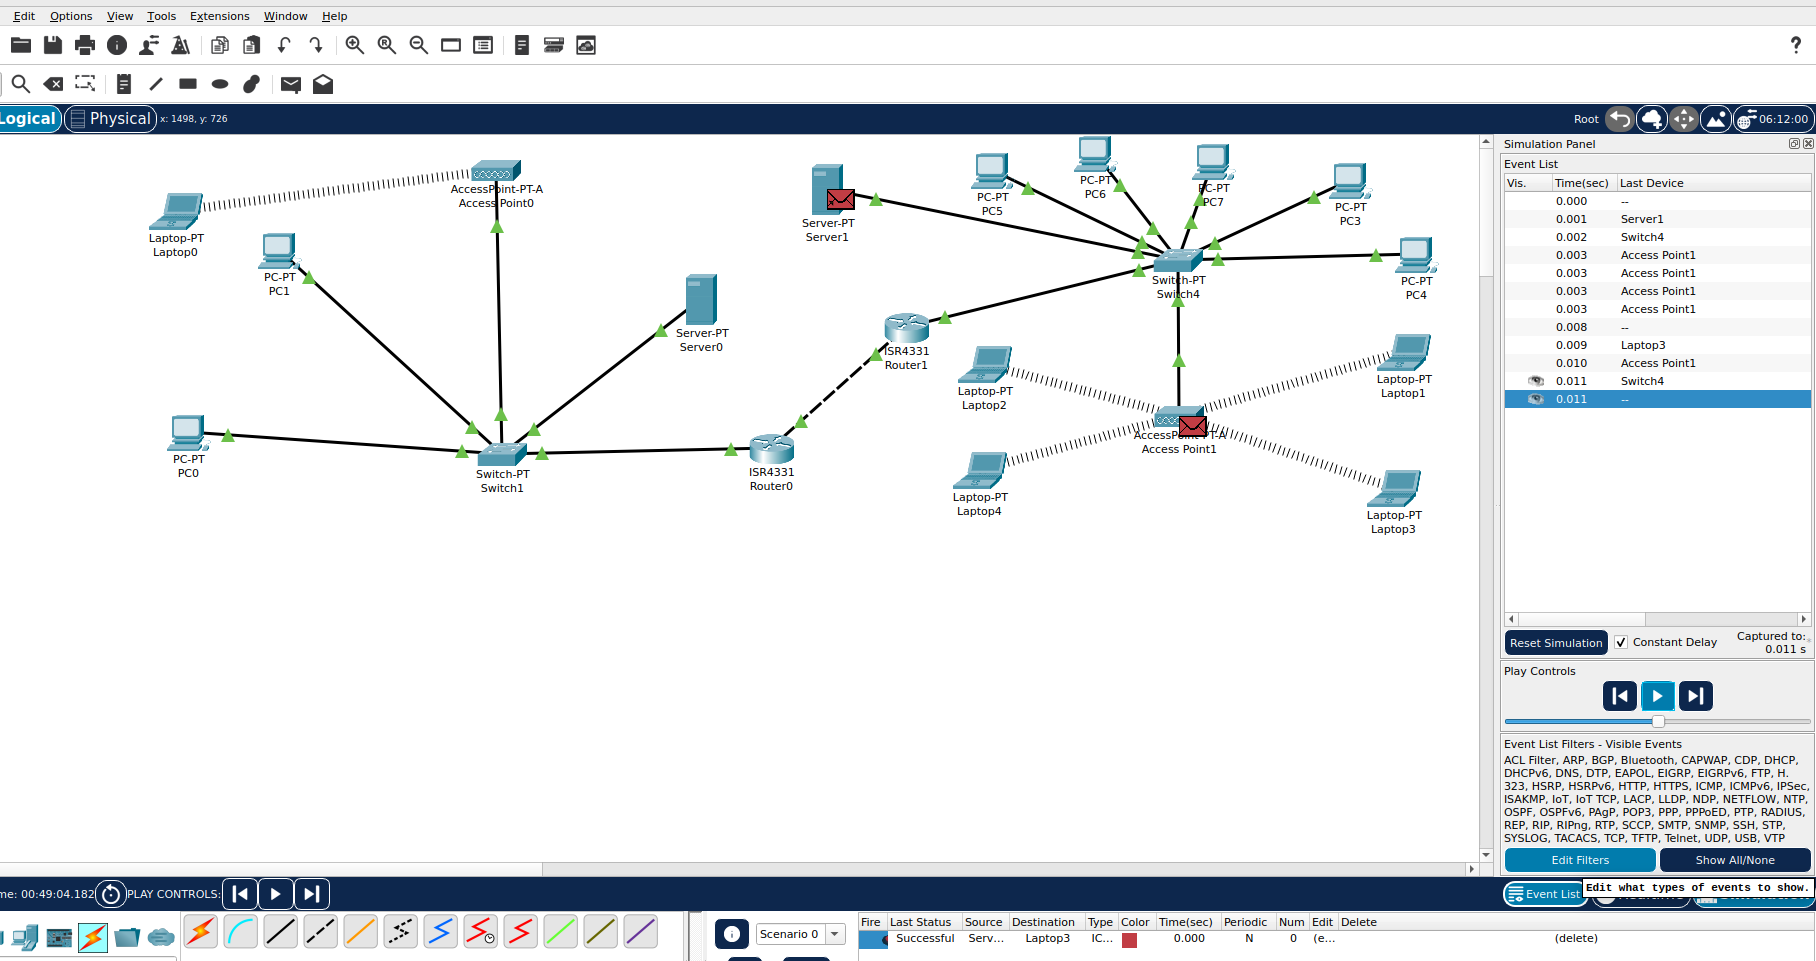 Edit Options View Tools Extensions Window Help
?
Logical Physical x: 1498, y: 726 Root 06:12:00
AccessPoint-PT-A
Access Point0
Laptop-PT
Laptop0
PC-PT
PC1
Server-PT
Server0
PC-PT
PC0
Switch-PT
Switch1
ISR4331
Router0
Server-PT
Server1
PC-PT
PC5
PC-PT
PC6
PC-PT
PC7
PC-PT
PC3
Switch-PT
Switch4
PC-PT
PC4
ISR4331
Router1
Laptop-PT
Laptop2
Laptop-PT
Laptop1
AccessPoint-PT-A
Access Point1
Laptop-PT
Laptop4
Laptop-PT
Laptop3
Simulation Panel
Event List
Vis. Time(sec) Last Device
0.000 --
0.001 Server1
0.002 Switch4
0.003 Access Point1
0.003 Access Point1
0.003 Access Point1
0.003 Access Point1
0.008 --
0.009 Laptop3
0.010 Access Point1
0.011 Switch4
0.011 --
Reset Simulation Constant Delay Captured to:
0.011 s
Play Controls
Event List Filters - Visible Events
ACL Filter, ARP, BGP, Bluetooth, CAPWAP, CDP, DHCP,
DHCPv6, DNS, DTP, EAPOL, EIGRP, EIGRPv6, FTP, H.
323, HSRP, HSRPv6, HTTP, HTTPS, ICMP, ICMPv6, IPSec,
ISAKMP, IoT, IoT TCP, LACP, LLDP, NDP, NETFLOW, NTP,
OSPF, OSPFv6, PAgP, POP3, PPP, PPPoED, PTP, RADIUS,
REP, RIP, RIPng, RTP, SCCP, SMTP, SNMP, SSH, STP,
SYSLOG, TACACS, TCP, TFTP, Telnet, UDP, USB, VTP
Edit Filters Show All/None
me: 00:49:04.182 PLAY CONTROLS: Event List Edit what types of events to show.
Scenario 0
Fire Last Status Source Destination Type Color Time(sec) Periodic Num Edit Delete
Successful Serv... Laptop3 IC... 0.000 N 0 (e... (delete)